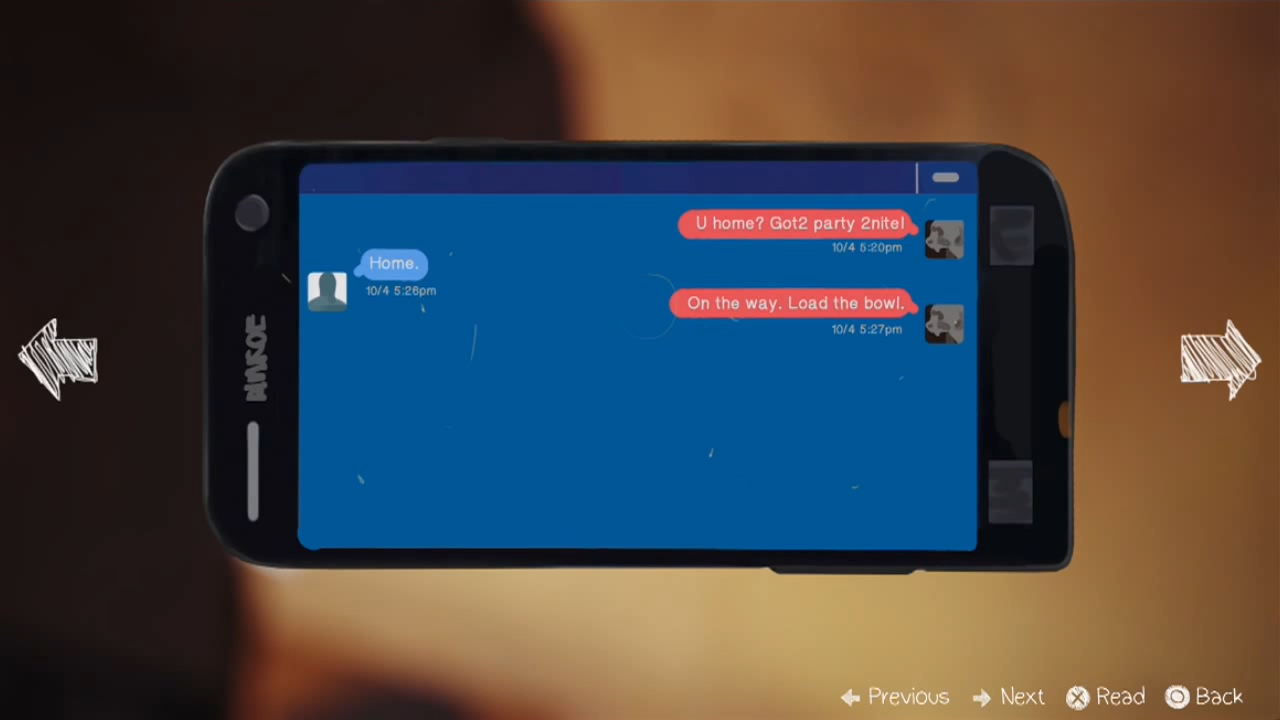 U home? Got2 party 2nite!
10/4 5:20pm
Home.
10/4 5:26pm
On the way. Load the bowl.
10/4 5:27pm
Previous Next Read Back